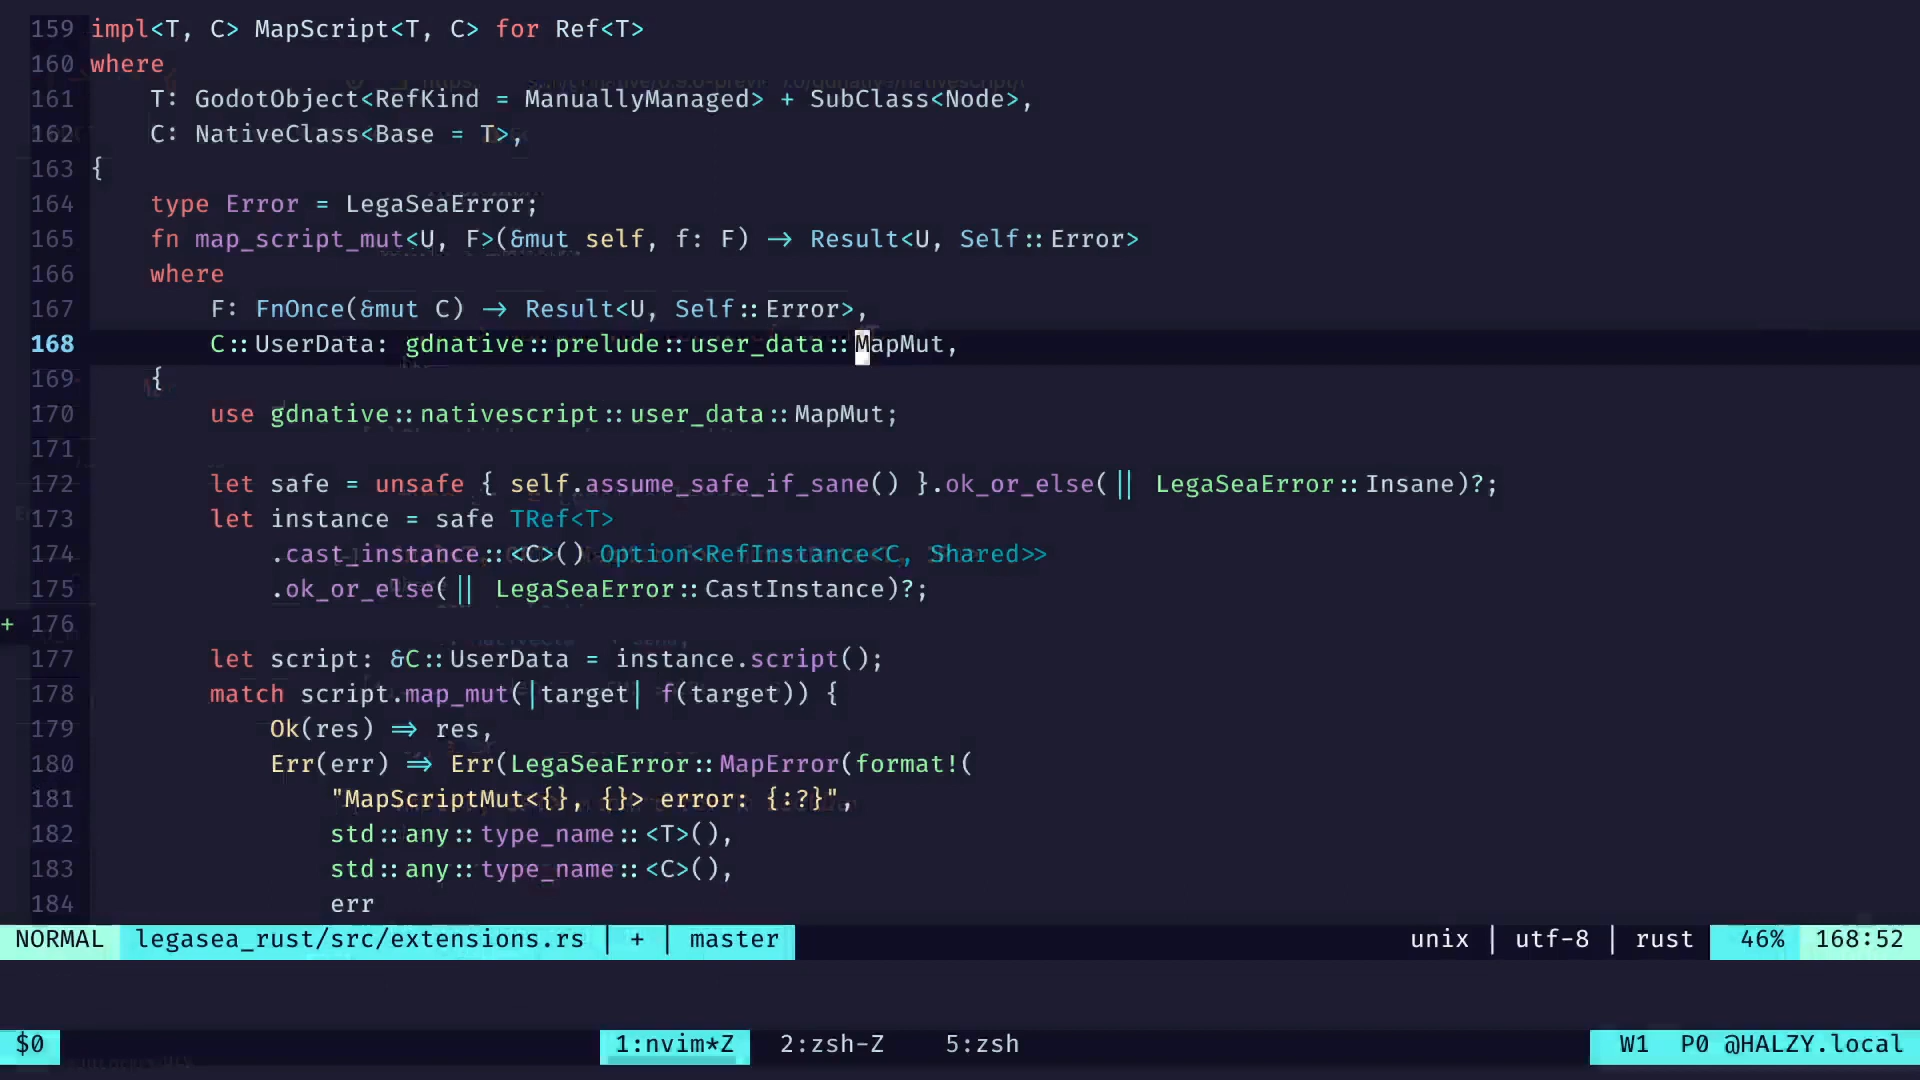 159 impl<T, C> MapScript<T, C> for Ref<T>
160 where
161     T: GodotObject<RefKind = ManuallyManaged> + SubClass<Node>,
162     C: NativeClass<Base = T>,
163 {
164     type Error = LegaSeaError;
165     fn map_script_mut<U, F>(&mut self, f: F) -> Result<U, Self::Error>
166     where
167         F: FnOnce(&mut C) -> Result<U, Self::Error>,
168         C::UserData: gdnative::prelude::user_data::MapMut,
169     {
170         use gdnative::nativescript::user_data::MapMut;
171
172         let safe = unsafe { self.assume_safe_if_sane() }.ok_or_else(|| LegaSeaError::Insane)?;
173         let instance = safe TRef<T>
174             .cast_instance::<C>() Option<RefInstance<C, Shared>>
175             .ok_or_else(|| LegaSeaError::CastInstance)?;
+ 176
177         let script: &C::UserData = instance.script();
178         match script.map_mut(|target| f(target)) {
179             Ok(res) => res,
180             Err(err) => Err(LegaSeaError::MapError(format!(
181                 "MapScriptMut<{}, {}> error: {:?}",
182                 std::any::type_name::<T>(),
183                 std::any::type_name::<C>(),
184                 err
NORMAL legasea_rust/src/extensions.rs | + | master unix | utf-8 | rust 46% 168:52
$0 1:nvim*Z 2:zsh-Z 5:zsh W1 P0 @HALZY.local